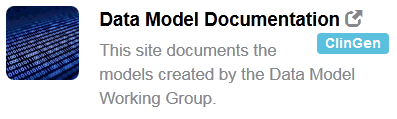 Data Model Documentation
ClinGen
This site documents the
models created by the Data Model
Working Group.